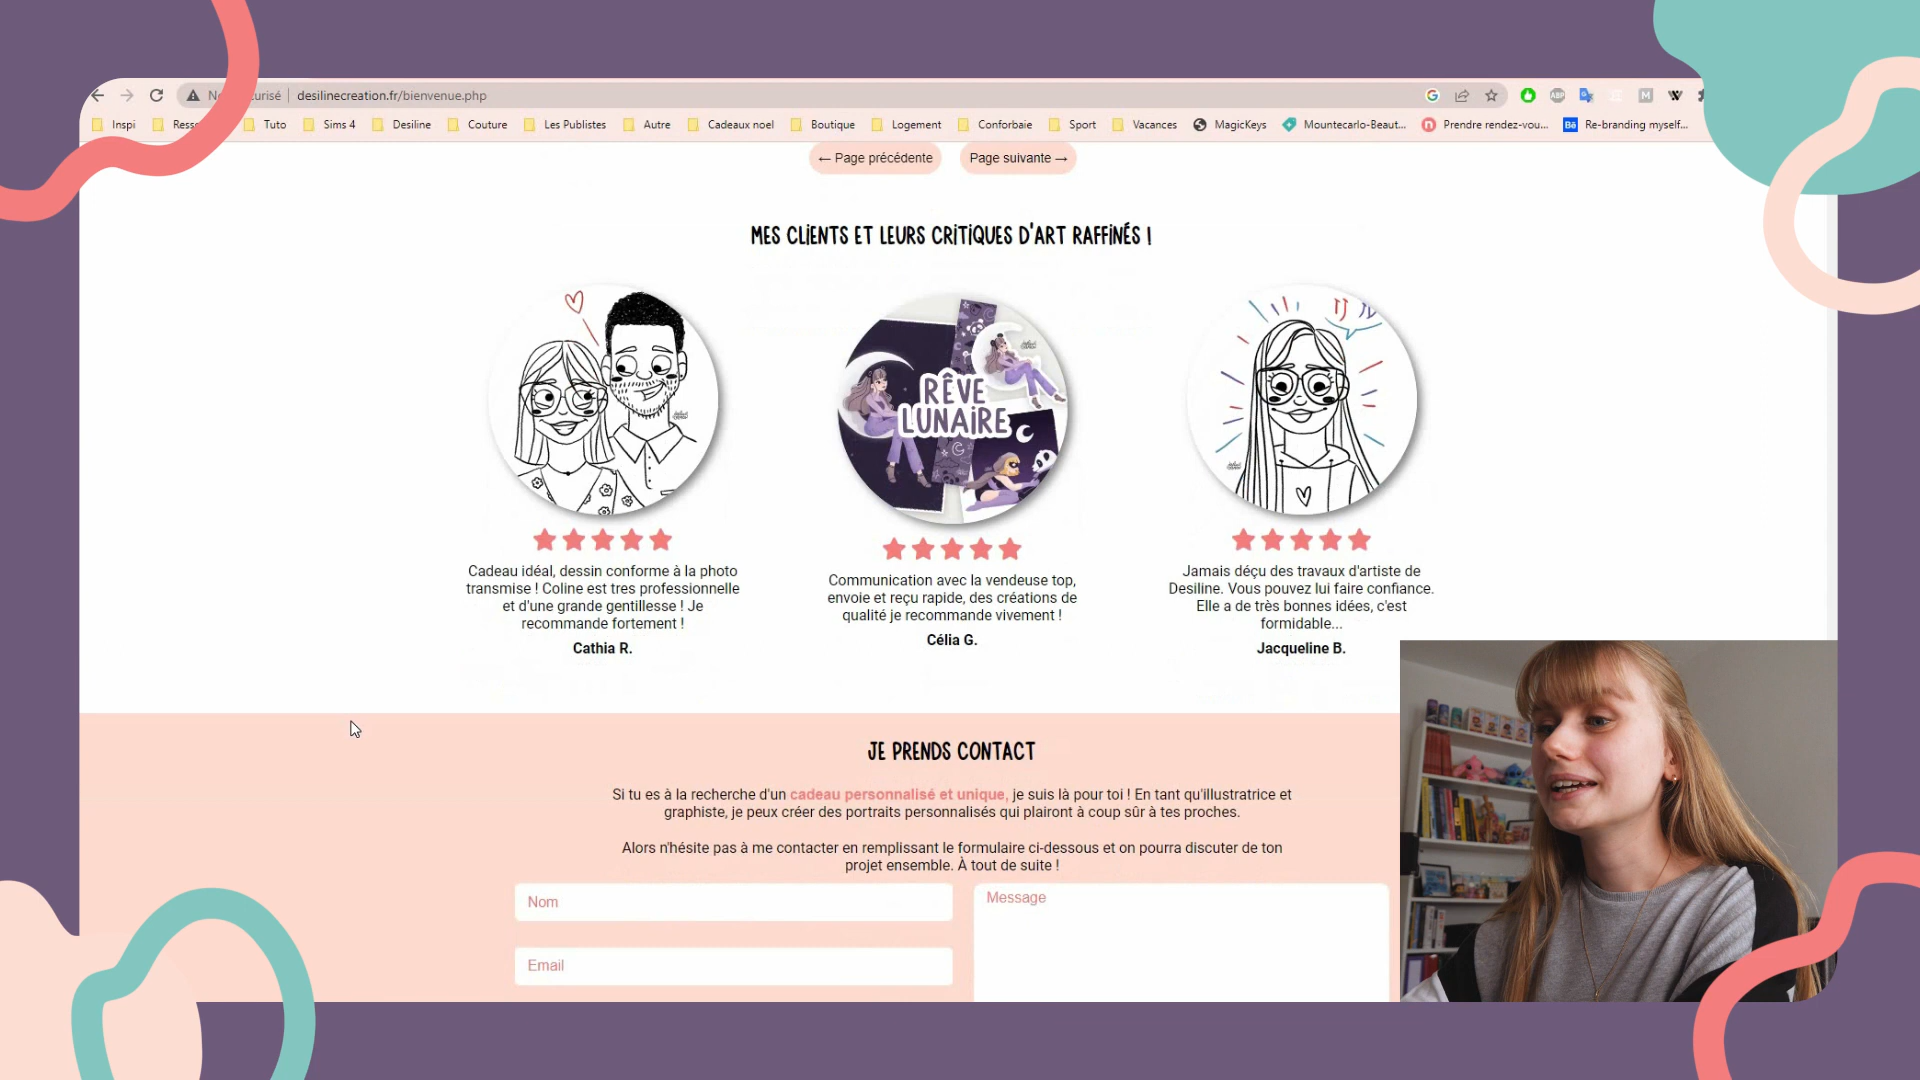 desilinecreation.fr/bienvenue.php
Inspi
Tuto
Sims 4
Desiline
Couture
Les Publistes
Autre
Cadeaux noel
Boutique
Logement
Conforbaie
Sport
Vacances
MagicKeys
Mountecarlo-Beaut...
Prendre rendez-vou...
Bē Re-branding myself...
← Page précédente
Page suivante →
MES CLIENTS ET LEURS CRITIQUES D'ART RAFFINÉS !
RÊVE
LUNAIRE
Cadeau idéal, dessin conforme à la photo
transmise ! Coline est tres professionnelle
et d'une grande gentillesse ! Je
recommande fortement !
Cathia R.
Communication avec la vendeuse top,
envoie et reçu rapide, des créations de
qualité je recommande vivement !
Célia G.
Jamais déçu des travaux d'artiste de
Desiline. Vous pouvez lui faire confiance.
Elle a de très bonnes idées, c'est
formidable...
Jacqueline B.
JE PRENDS CONTACT
Si tu es à la recherche d'un cadeau personnalisé et unique, je suis là pour toi ! En tant qu'illustratrice et
graphiste, je peux créer des portraits personnalisés qui plairont à coup sûr à tes proches.
Alors n'hésite pas à me contacter en remplissant le formulaire ci-dessous et on pourra discuter de ton
projet ensemble. À tout de suite !
Nom
Message
Email